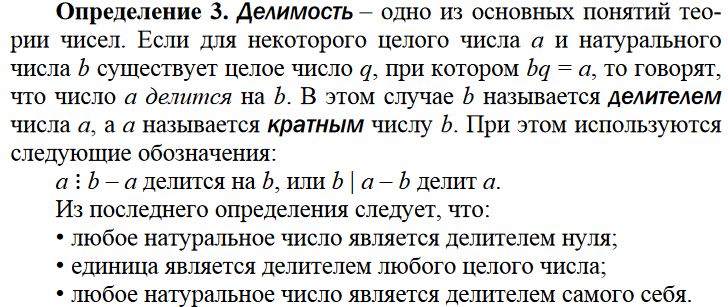 Определение 3. Делимость – одно из основных понятий тео-
рии чисел. Если для некоторого целого числа a и натурального
числа b существует целое число q, при котором bq = a, то говорят,
что число a делится на b. В этом случае b называется делителем
числа a, а a называется кратным числу b. При этом используются
следующие обозначения:
a ⁝ b – a делится на b, или b | a – b делит a.
Из последнего определения следует, что:
• любое натуральное число является делителем нуля;
• единица является делителем любого целого числа;
• любое натуральное число является делителем самого себя.